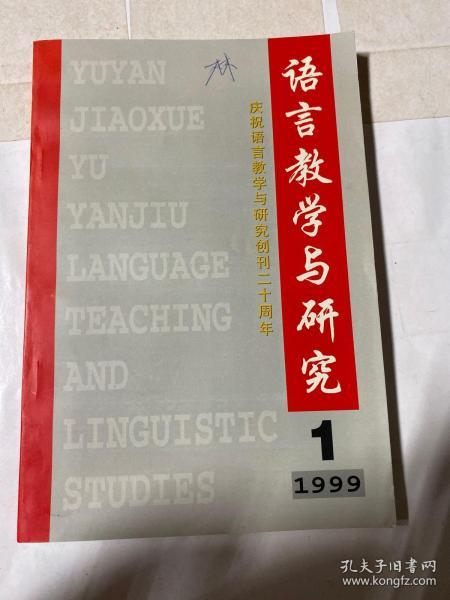 YUYAN
JIAOXUE
YU
YANJIU
LANGUAGE
TEACHING
AND
LINGUISTIC
STUDIES
林
庆祝语言教学与研究创刊二十周年
语言教学与研究
1
1999
孔夫子旧书网
www.kongfz.com